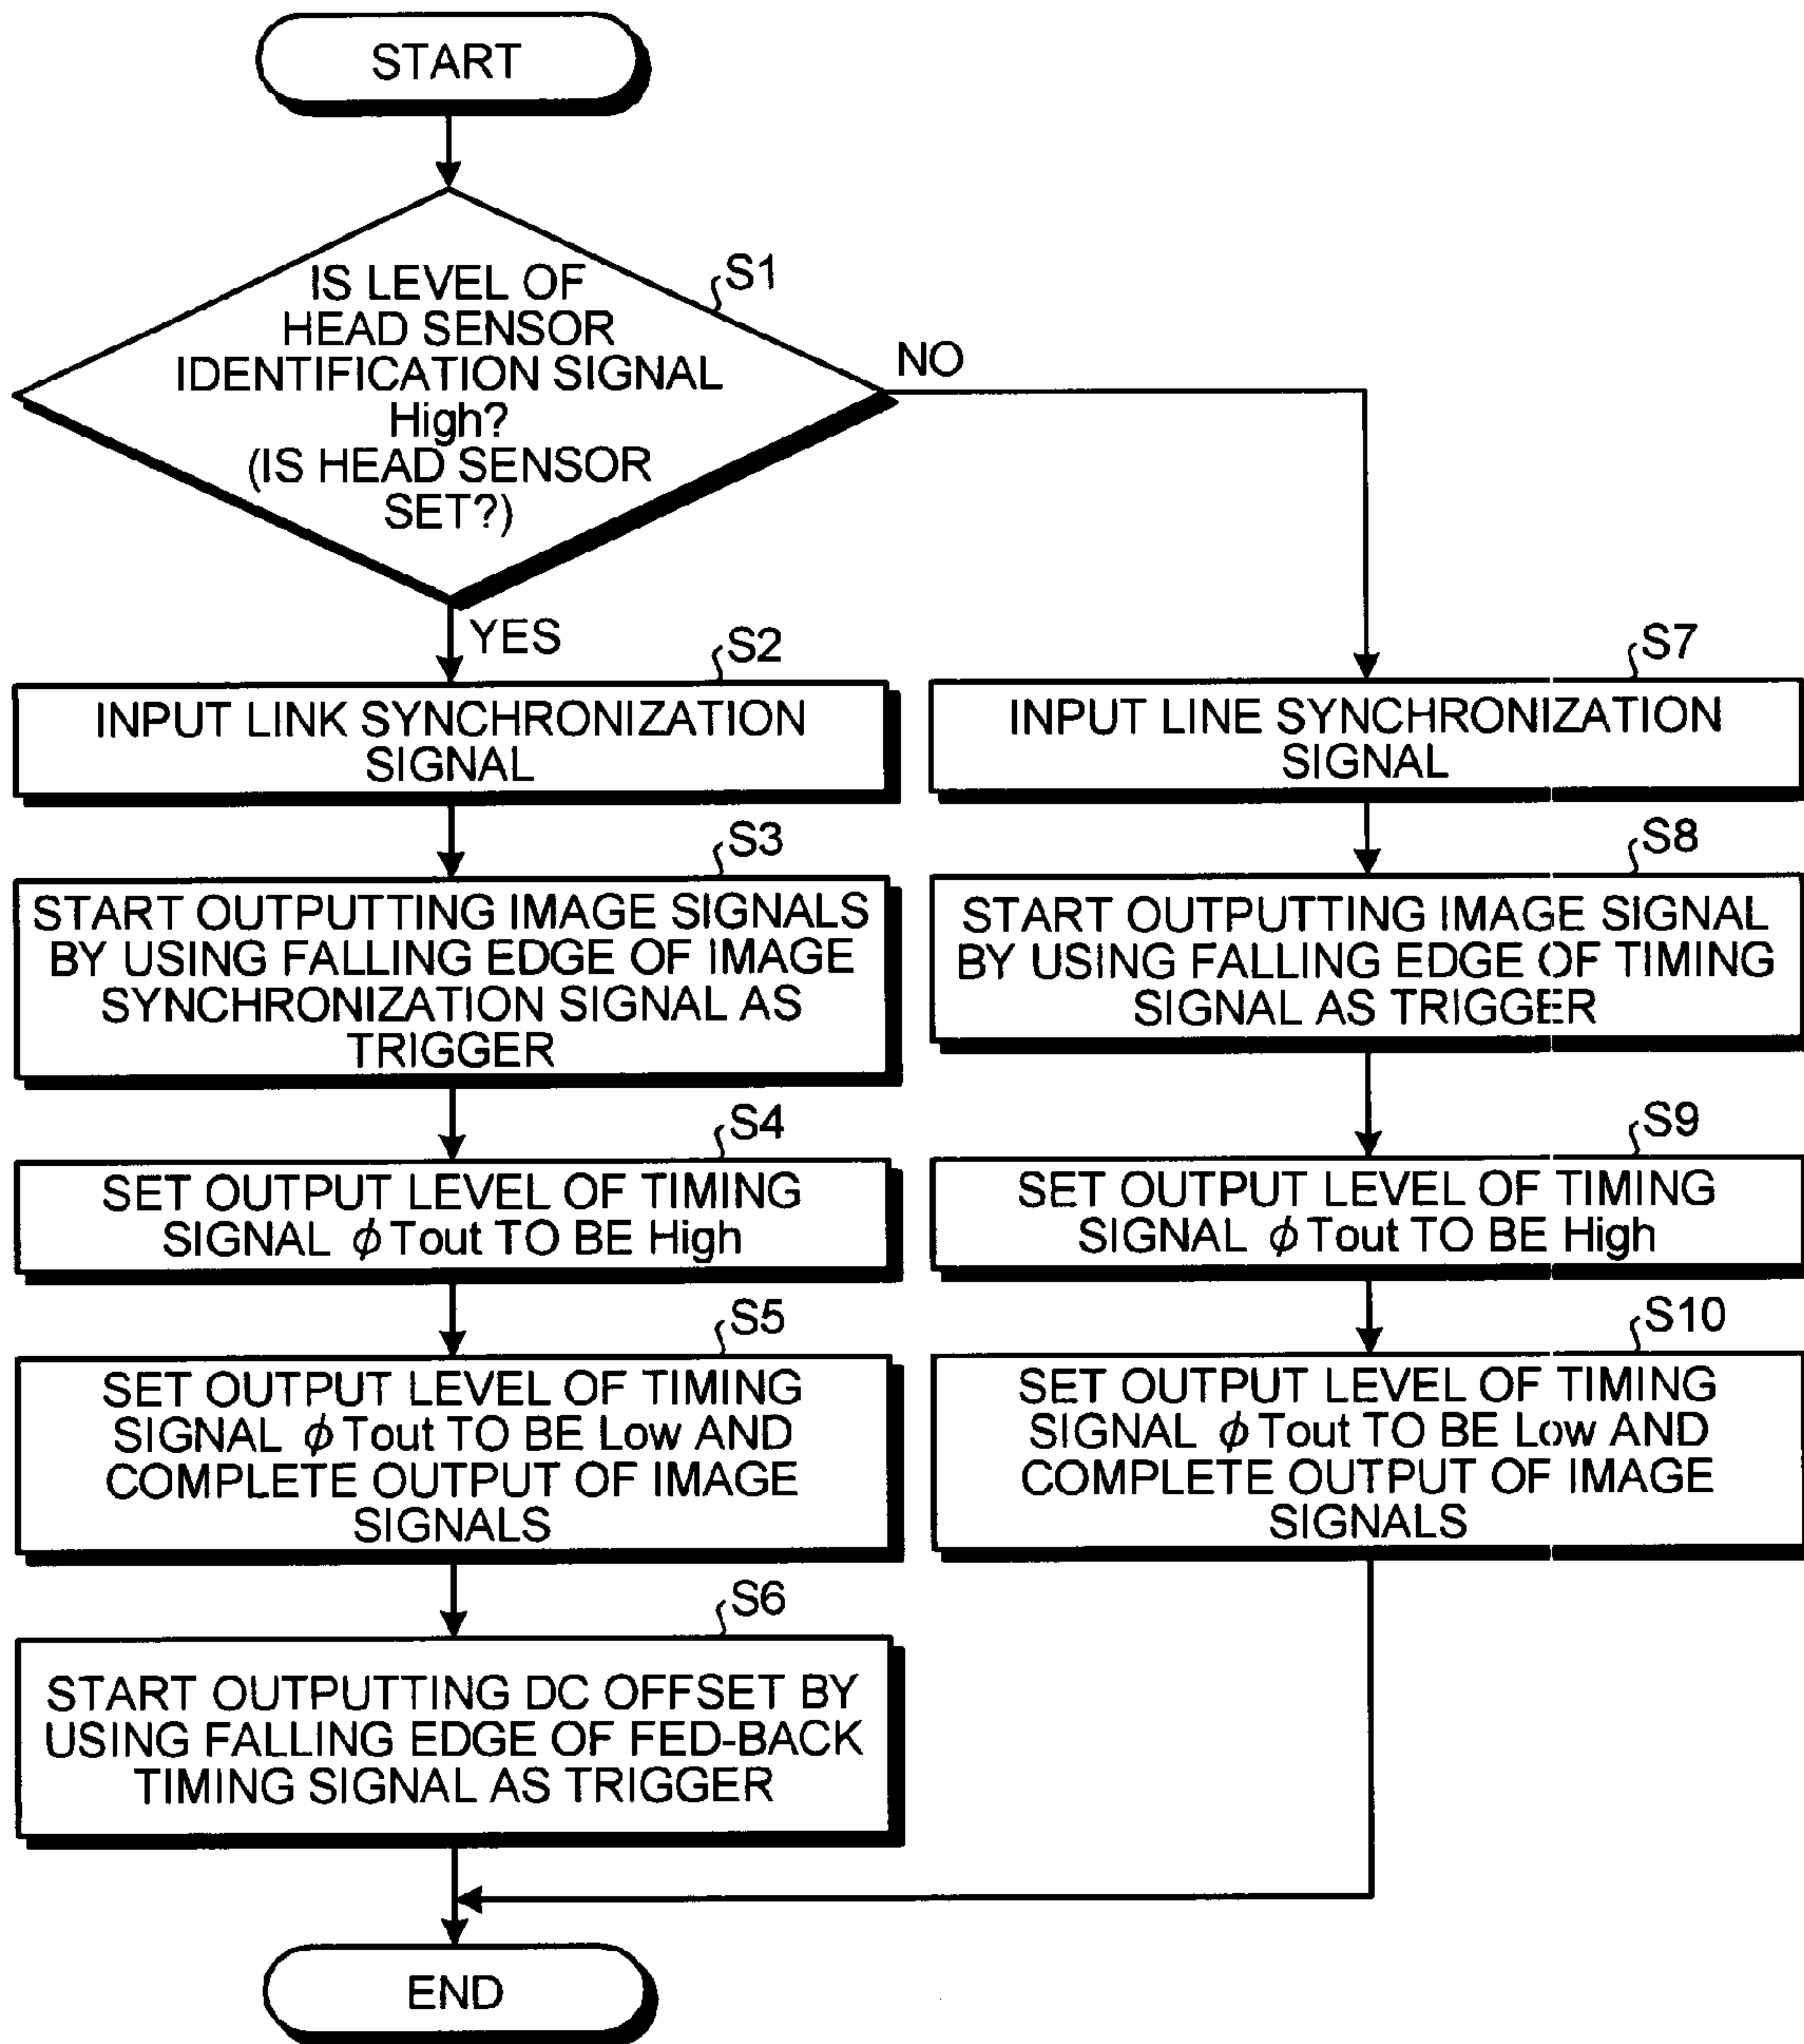 START
S1
IS LEVEL OF
HEAD SENSOR
IDENTIFICATION SIGNAL
High?
(IS HEAD SENSOR
SET?)
NO
YES
S2
INPUT LINK SYNCHRONIZATION
SIGNAL
S3
START OUTPUTTING IMAGE SIGNALS
BY USING FALLING EDGE OF IMAGE
SYNCHRONIZATION SIGNAL AS
TRIGGER
S4
SET OUTPUT LEVEL OF TIMING
SIGNAL ϕ Tout TO BE High
S5
SET OUTPUT LEVEL OF TIMING
SIGNAL ϕ Tout TO BE Low AND
COMPLETE OUTPUT OF IMAGE
SIGNALS
S6
START OUTPUTTING DC OFFSET BY
USING FALLING EDGE OF FED-BACK
TIMING SIGNAL AS TRIGGER
S7
INPUT LINE SYNCHRONIZATION
SIGNAL
S8
START OUTPUTTING IMAGE SIGNAL
BY USING FALLING EDGE OF TIMING
SIGNAL AS TRIGGER
S9
SET OUTPUT LEVEL OF TIMING
SIGNAL ϕ Tout TO BE High
S10
SET OUTPUT LEVEL OF TIMING
SIGNAL ϕ Tout TO BE Low AND
COMPLETE OUTPUT OF IMAGE
SIGNALS
END